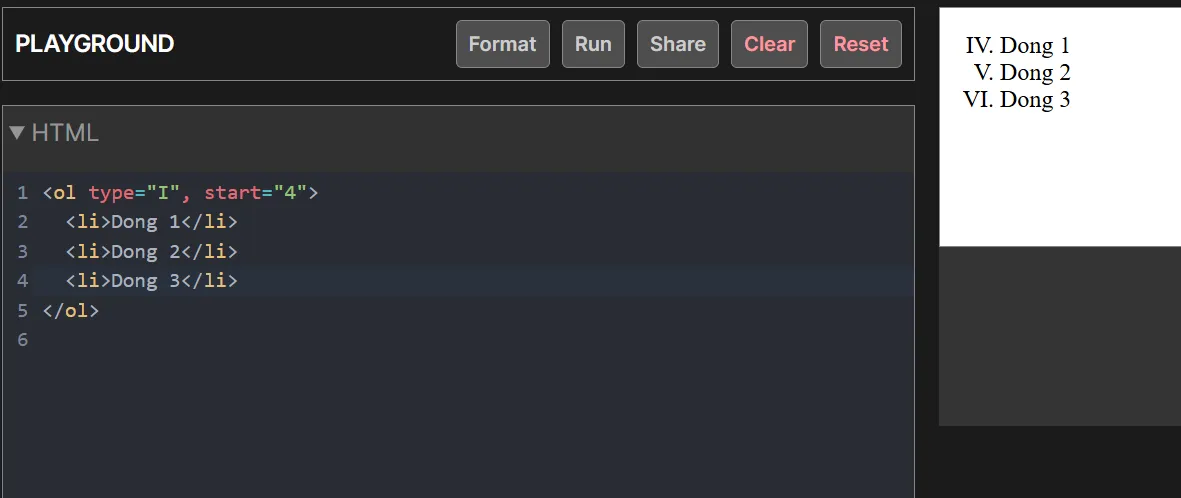 PLAYGROUND Format Run Share Clear Reset
▼ HTML
1 <ol type="I", start="4">
2 <li>Dong 1</li>
3 <li>Dong 2</li>
4 <li>Dong 3</li>
5 </ol>
6
IV. Dong 1
V. Dong 2
VI. Dong 3